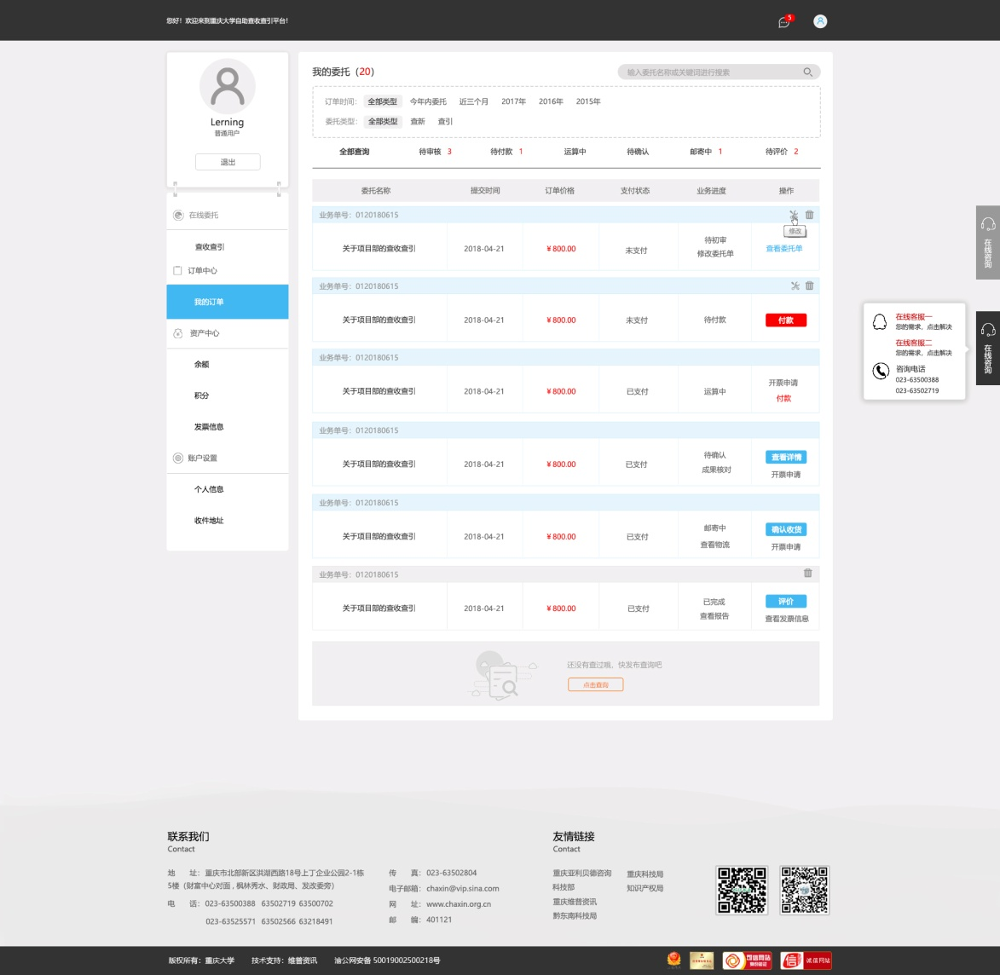 您好！欢迎来到重庆大学自助查收查引平台！
5
Lerning
普通用户
退出
在线委托
查收查引
订单中心
我的订单
资产中心
余额
积分
发票信息
账户设置
个人信息
收件地址
我的委托（20）
输入委托名称或关键词进行搜索
订单时间： 全部类型 今年内委托 近三个月 2017年 2016年 2015年
委托类型： 全部类型 查新 查引
全部查询 待审核 3 待付款 1 运算中 待确认 邮寄中 1 待评价 2
委托名称 提交时间 订单价格 支付状态 业务进度 操作
业务单号：0120180615
修改
关于项目部的查收查引 2018-04-21 ￥800.00 未支付 待初审 查看委托单
修改委托单
业务单号：0120180615
关于项目部的查收查引 2018-04-21 ￥800.00 未支付 待付款 付款
业务单号：0120180615
关于项目部的查收查引 2018-04-21 ￥800.00 已支付 运算中 开票申请
付款
业务单号：0120180615
关于项目部的查收查引 2018-04-21 ￥800.00 已支付 待确认 查看详情
成果核对 开票申请
业务单号：0120180615
关于项目部的查收查引 2018-04-21 ￥800.00 已支付 邮寄中 确认收货
查看物流 开票申请
业务单号：0120180615
关于项目部的查收查引 2018-04-21 ￥800.00 已支付 已完成 评价
查看报告 查看发票信息
还没有查过哦，快发布查询吧
点击查询
在线咨询
在线客服一
您的需求，点击解决
在线客服二
您的需求，点击解决
咨询电话
023-63500388
023-63502719
在线咨询
联系我们
Contact
地 址：重庆市北部新区洪湖西路18号上丁企业公园2-1栋
5楼（财富中心对面，枫林秀水、财政局、发改委旁）
电 话：023-63500388 63502719 63500702
023-63525571 63502566 63218491
传 真：023-63502804
电子邮箱：chaxin@vip.sina.com
网 址：www.chaxin.org.cn
邮 编：401121
友情链接
Contact
重庆亚利贝德咨询 重庆科技局
科技部 知识产权局
重庆维普资讯
黔东南科技局
版权所有：重庆大学 技术支持：维普资讯 渝公网安备 50019002500218号
可信网站
身份验证
诚信网站